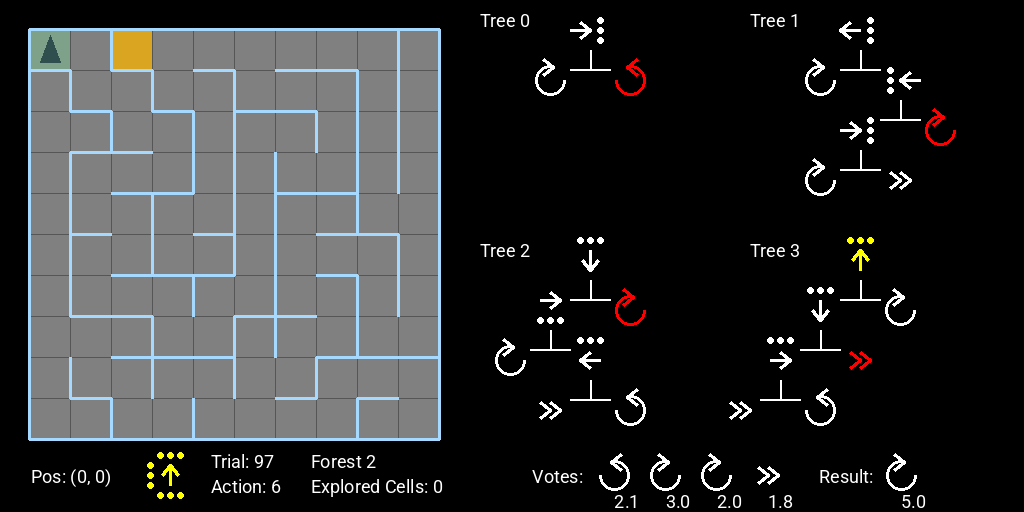 Tree 0
Tree 1
Tree 2
Tree 3
Pos: (0, 0)
Trial: 97
Forest 2
Action: 6
Explored Cells: 0
Votes:
2.1
3.0
2.0
1.8
Result:
5.0